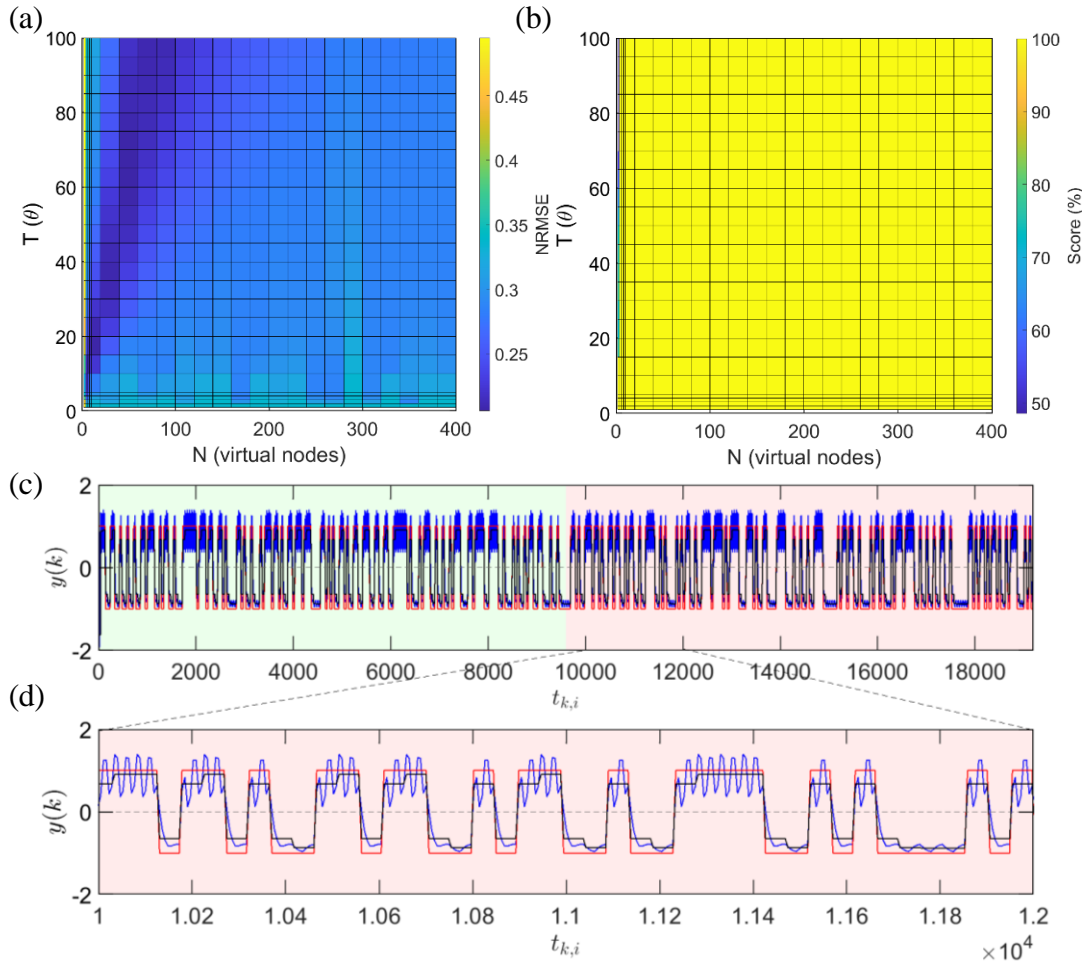 (a)
(b)
100
80
60
40
20
0
T (θ)
0 100 200 300 400
N (virtual nodes)
0.45
0.4
0.35
0.3
0.25
NRMSE
100
80
60
40
20
0
T (θ)
0 100 200 300 400
N (virtual nodes)
100
90
80
70
60
50
Score (%)
(c)
2
0
-2
y(k)
0 2000 4000 6000 8000 10000 12000 14000 16000 18000
t_{k,i}
(d)
2
0
-2
y(k)
1 1.02 1.04 1.06 1.08 1.1 1.12 1.14 1.16 1.18 1.2
t_{k,i}
×10^4